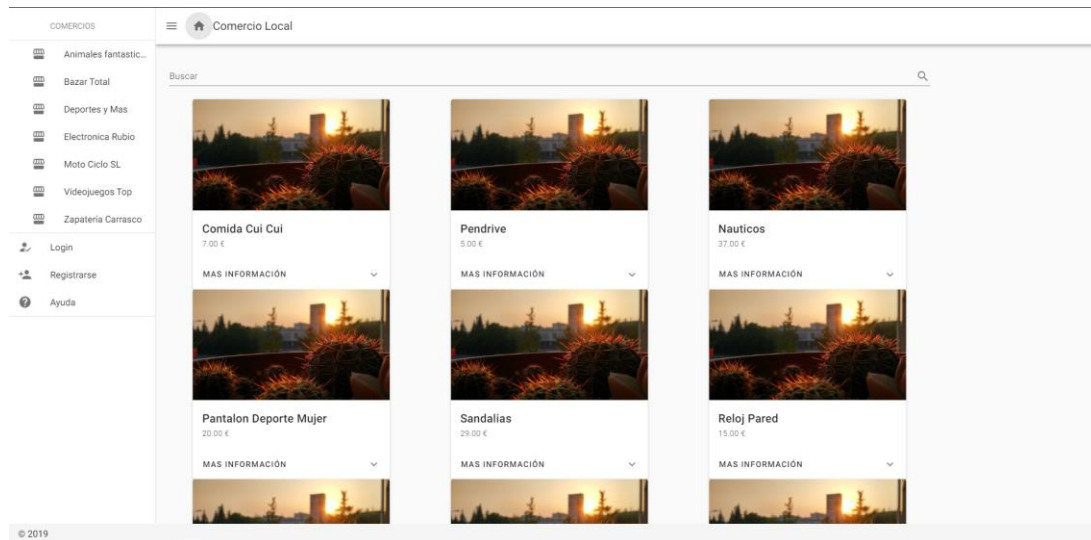 COMERCIOS
Animales fantastic...
Bazar Total
Deportes y Mas
Electronica Rubio
Moto Ciclo SL
Videojuegos Top
Zapateria Carrasco
Login
Registrarse
Ayuda
Comercio Local
Buscar
Comida Cui Cui
7.00 €
MAS INFORMACIÓN
Pendrive
5.00 €
MAS INFORMACIÓN
Nauticos
37.00 €
MAS INFORMACIÓN
Pantalon Deporte Mujer
20.00 €
MAS INFORMACIÓN
Sandalias
29.00 €
MAS INFORMACIÓN
Reloj Pared
15.00 €
MAS INFORMACIÓN
© 2019